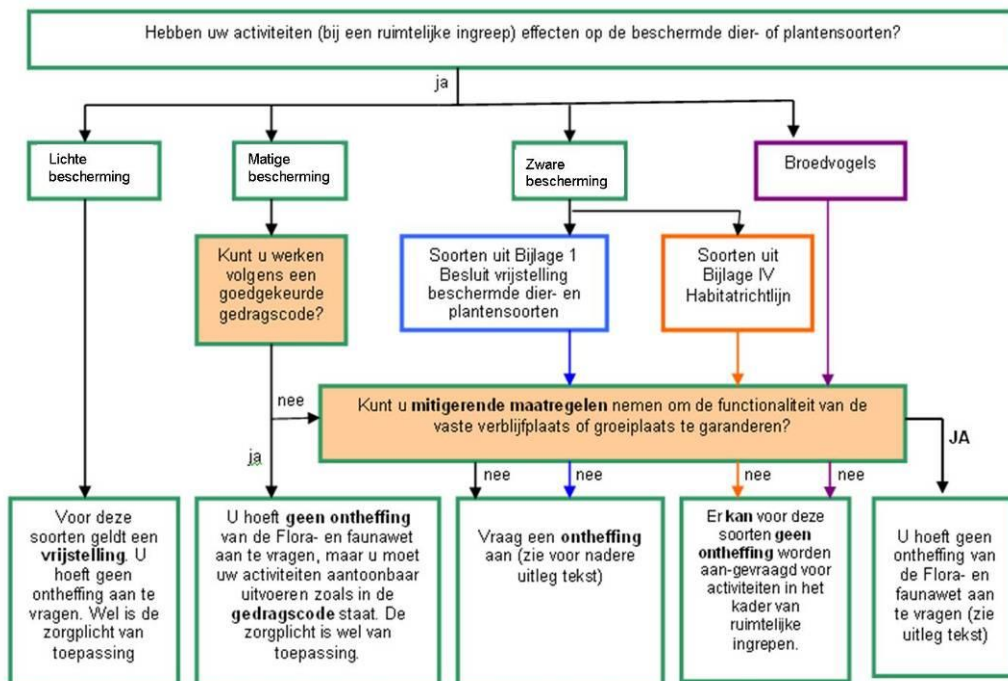 Hebben uw activiteiten (bij een ruimtelijke ingreep) effecten op de beschermde dier- of plantensoorten?
ja
Lichte
bescherming
Matige
bescherming
Zware
bescherming
Broedvogels
Kunt u werken
volgens een
goedgekeurde
gedragscode?
Soorten uit Bijlage 1
Besluit vrijstelling
beschermde dier- en
plantensoorten
Soorten uit
Bijlage IV
Habitatrichtlijn
nee
Kunt u mitigerende maatregelen nemen om de functionaliteit van de
vaste verblijfplaats of groeiplaats te garanderen?
JA
ja
nee
nee
nee
nee
Voor deze
soorten geldt een
vrijstelling. U
hoeft geen
ontheffing aan te
vragen. Wel is de
zorgplicht van
toepassing
U hoeft geen ontheffing
van de Flora- en faunawet
aan te vragen, maar u moet
uw activiteiten aantoonbaar
uitvoeren zoals in de
gedragscode staat. De
zorgplicht is wel van
toepassing.
Vraag een ontheffing
aan (zie voor nadere
uitleg tekst)
Er kan voor deze
soorten geen
ontheffing worden
aan-gevraagd voor
activiteiten in het
kader van
ruimtelijke
ingrepen.
U hoeft geen
ontheffing van
de Flora- en
faunawet aan
te vragen (zie
uitleg tekst)